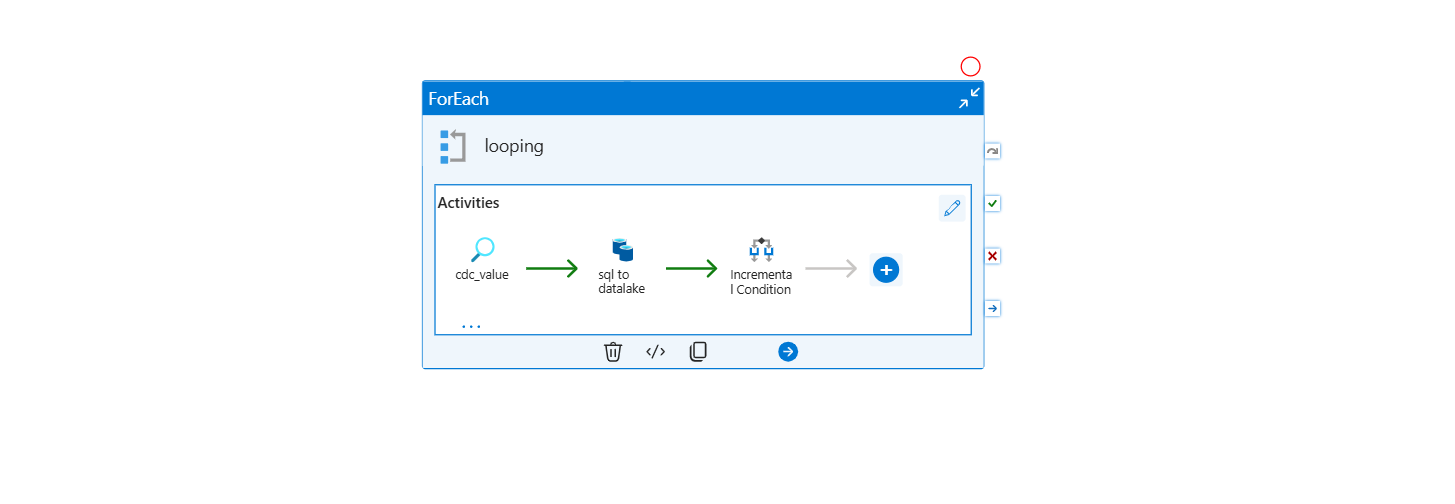 ForEach
looping
Activities
cdc_value
sql to
datalake
Incrementa
l Condition
...